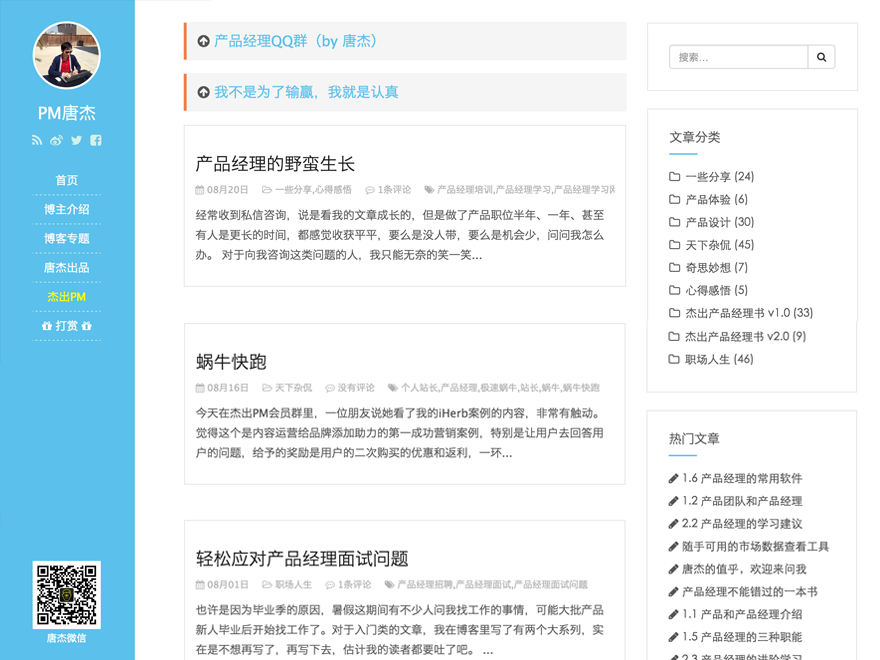 PM唐杰
首页
博主介绍
博客专题
唐杰出品
杰出PM
打赏
唐杰微信
产品经理QQ群（by 唐杰）
我不是为了输赢，我就是认真
产品经理的野蛮生长
08月20日 一些分享,心得感悟 1条评论 产品经理培训,产品经理学习,产品经理学习网
经常收到私信咨询，说是看我的文章成长的，但是做了产品职位半年、一年、甚至
有人是更长的时间，都感觉收获平平，要么是没人带，要么是机会少，问问我怎么
办。 对于向我咨询这类问题的人，我只能无奈的笑一笑...
蜗牛快跑
08月16日 天下杂侃 没有评论 个人站长,产品经理,极速蜗牛,站长,蜗牛,蜗牛快跑
今天在杰出PM会员群里，一位朋友说她看了我的iHerb案例的内容，非常有触动。
觉得这个是内容运营给品牌添加助力的第一成功营销案例，特别是让用户去回答用
户的问题，给予的奖励是用户的二次购买的优惠和返利，一环...
轻松应对产品经理面试问题
08月01日 职场人生 1条评论 产品经理招聘,产品经理面试,产品经理面试问题
也许是因为毕业季的原因，暑假这期间有不少人问我找工作的事情，可能大批产品
新人毕业后开始找工作了。对于入门类的文章，我在博客里写了有两个大系列，实
在是不想再写了，再写下去，估计我的读者都要吐了吧。 ...
搜索...
文章分类
一些分享 (24)
产品体验 (6)
产品设计 (30)
天下杂侃 (45)
奇思妙想 (7)
心得感悟 (5)
杰出产品经理书 v1.0 (33)
杰出产品经理书 v2.0 (9)
职场人生 (46)
热门文章
1.6 产品经理的常用软件
1.2 产品团队和产品经理
2.2 产品经理的学习建议
随手可用的市场数据查看工具
唐杰的值乎，欢迎来问我
产品经理不能错过的一本书
1.1 产品和产品经理介绍
1.5 产品经理的三种职能
2.3 产品经理的进阶学习